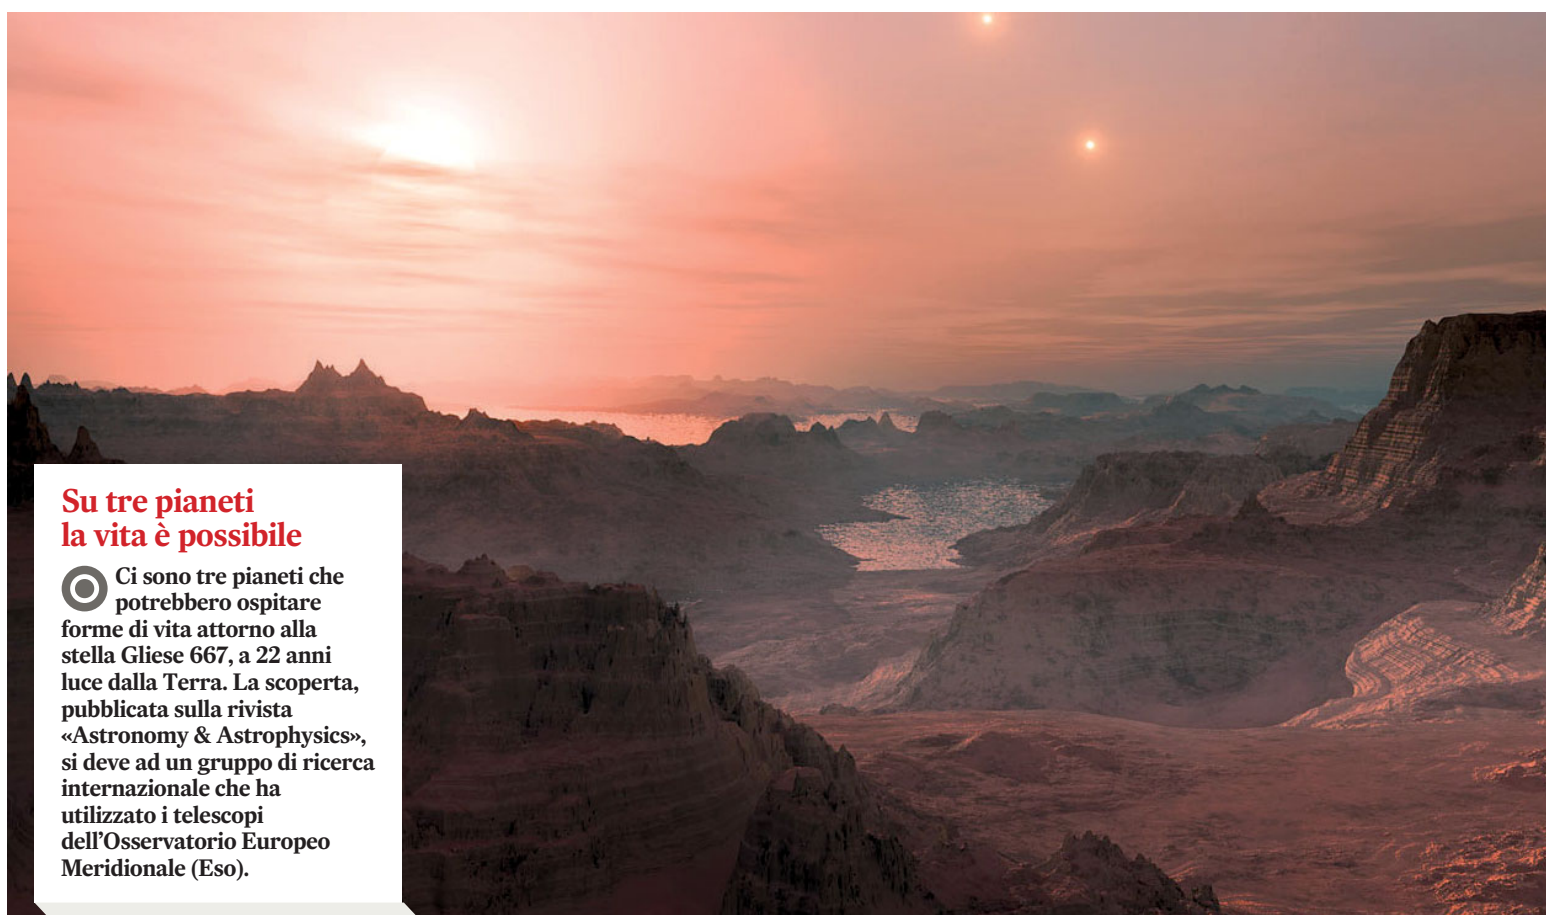 Su tre pianeti
la vita è possibile
Ci sono tre pianeti che
potrebbero ospitare
forme di vita attorno alla
stella Gliese 667, a 22 anni
luce dalla Terra. La scoperta,
pubblicata sulla rivista
«Astronomy & Astrophysics»,
si deve ad un gruppo di ricerca
internazionale che ha
utilizzato i telescopi
dell’Osservatorio Europeo
Meridionale (Eso).